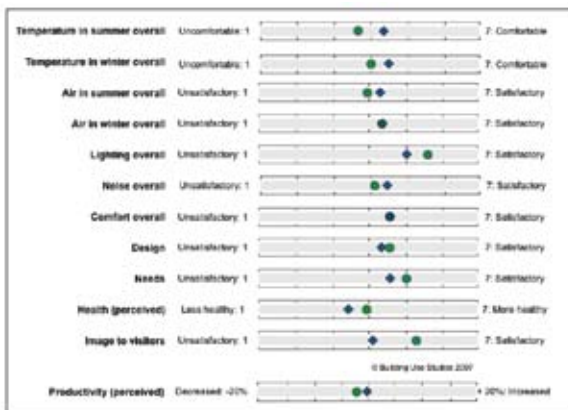 Temperature in summer overall Uncomfortable: 1 7: Comfortable
Temperature in winter overall Uncomfortable: 1 7: Comfortable
Air in summer overall Unsatisfactory: 1 7: Satisfactory
Air in winter overall Unsatisfactory: 1 7: Satisfactory
Lighting overall Unsatisfactory: 1 7: Satisfactory
Noise overall Unsatisfactory: 1 7: Satisfactory
Comfort overall Unsatisfactory: 1 7: Satisfactory
Design Unsatisfactory: 1 7: Satisfactory
Needs Unsatisfactory: 1 7: Satisfactory
Health (perceived) Less healthy: 1 7: More healthy
Image to visitors Unsatisfactory: 1 7: Satisfactory
© Building Use Studies 2007
Productivity (perceived) Decreased: -20% + 20%: Increased